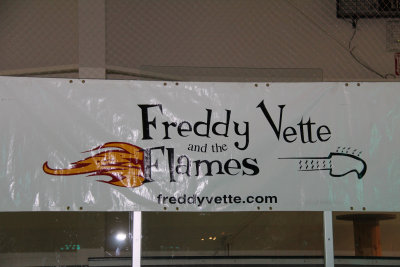 Freddy Vette
and the
Flames
freddyvette.com